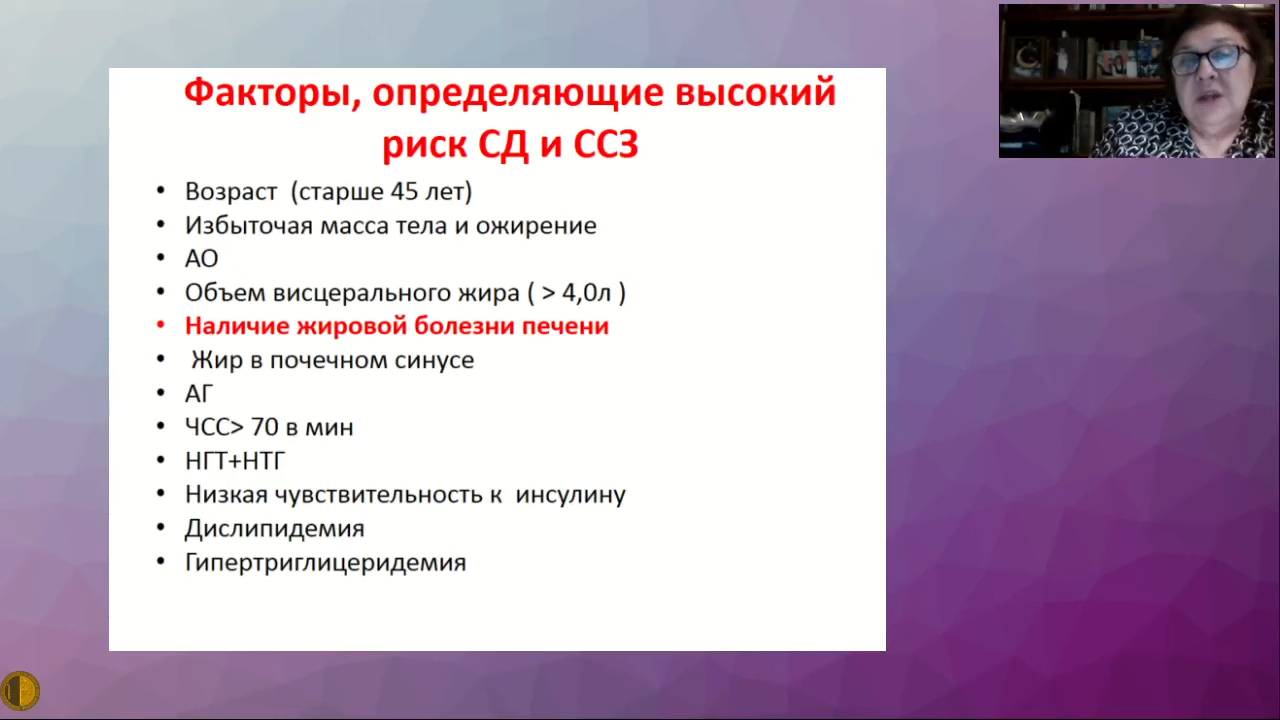 Факторы, определяющие высокий
риск СД и ССЗ
• Возраст (старше 45 лет)
• Избыточая масса тела и ожирение
• АО
• Объем висцерального жира ( > 4,0л )
• Наличие жировой болезни печени
• Жир в почечном синусе
• АГ
• ЧСС> 70 в мин
• НГТ+НТГ
• Низкая чувствительность к инсулину
• Дислипидемия
• Гипертриглицеридемия